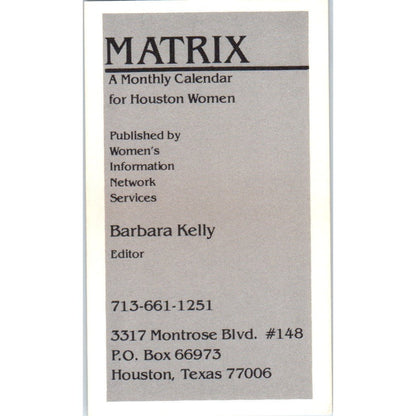 MATRIX
A Monthly Calendar
for Houston Women
Published by
Women's
Information
Network
Services
Barbara Kelly
Editor
713-661-1251
3317 Montrose Blvd. #148
P.O. Box 66973
Houston, Texas 77006